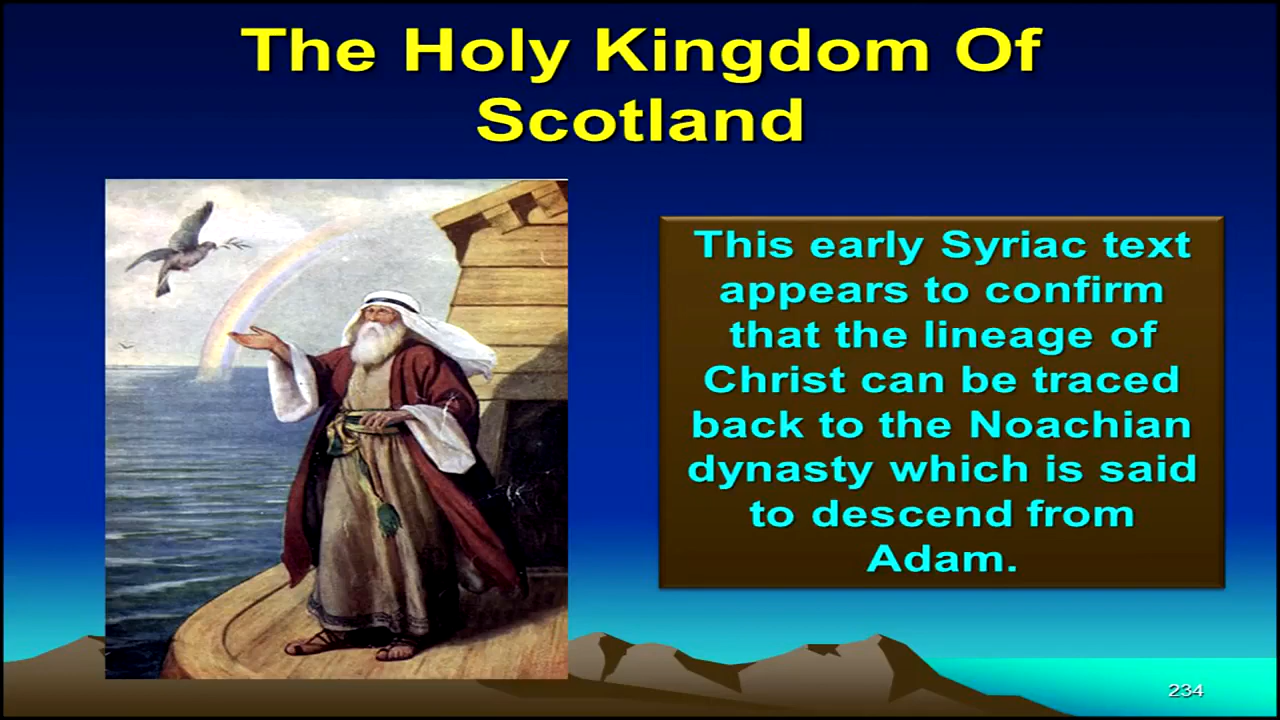 The Holy Kingdom Of
Scotland
This early Syriac text
appears to confirm
that the lineage of
Christ can be traced
back to the Noachian
dynasty which is said
to descend from
Adam.
234